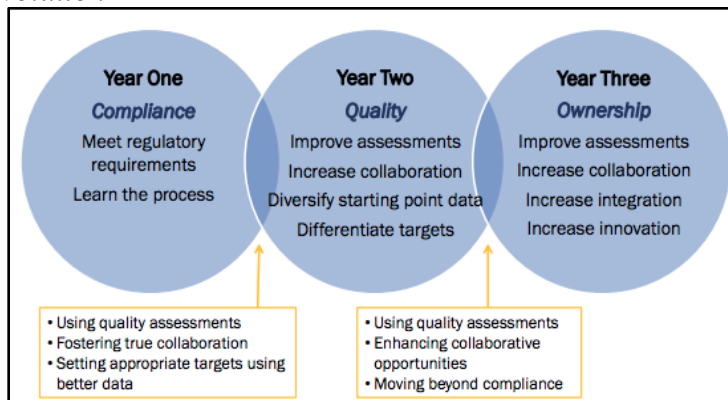 Year One
Compliance
Meet regulatory
requirements
Learn the process
Year Two
Quality
Improve assessments
Increase collaboration
Diversify starting point data
Differentiate targets
Year Three
Ownership
Improve assessments
Increase collaboration
Increase integration
Increase innovation
• Using quality assessments
• Fostering true collaboration
• Setting appropriate targets using
better data
• Using quality assessments
• Enhancing collaborative
opportunities
• Moving beyond compliance